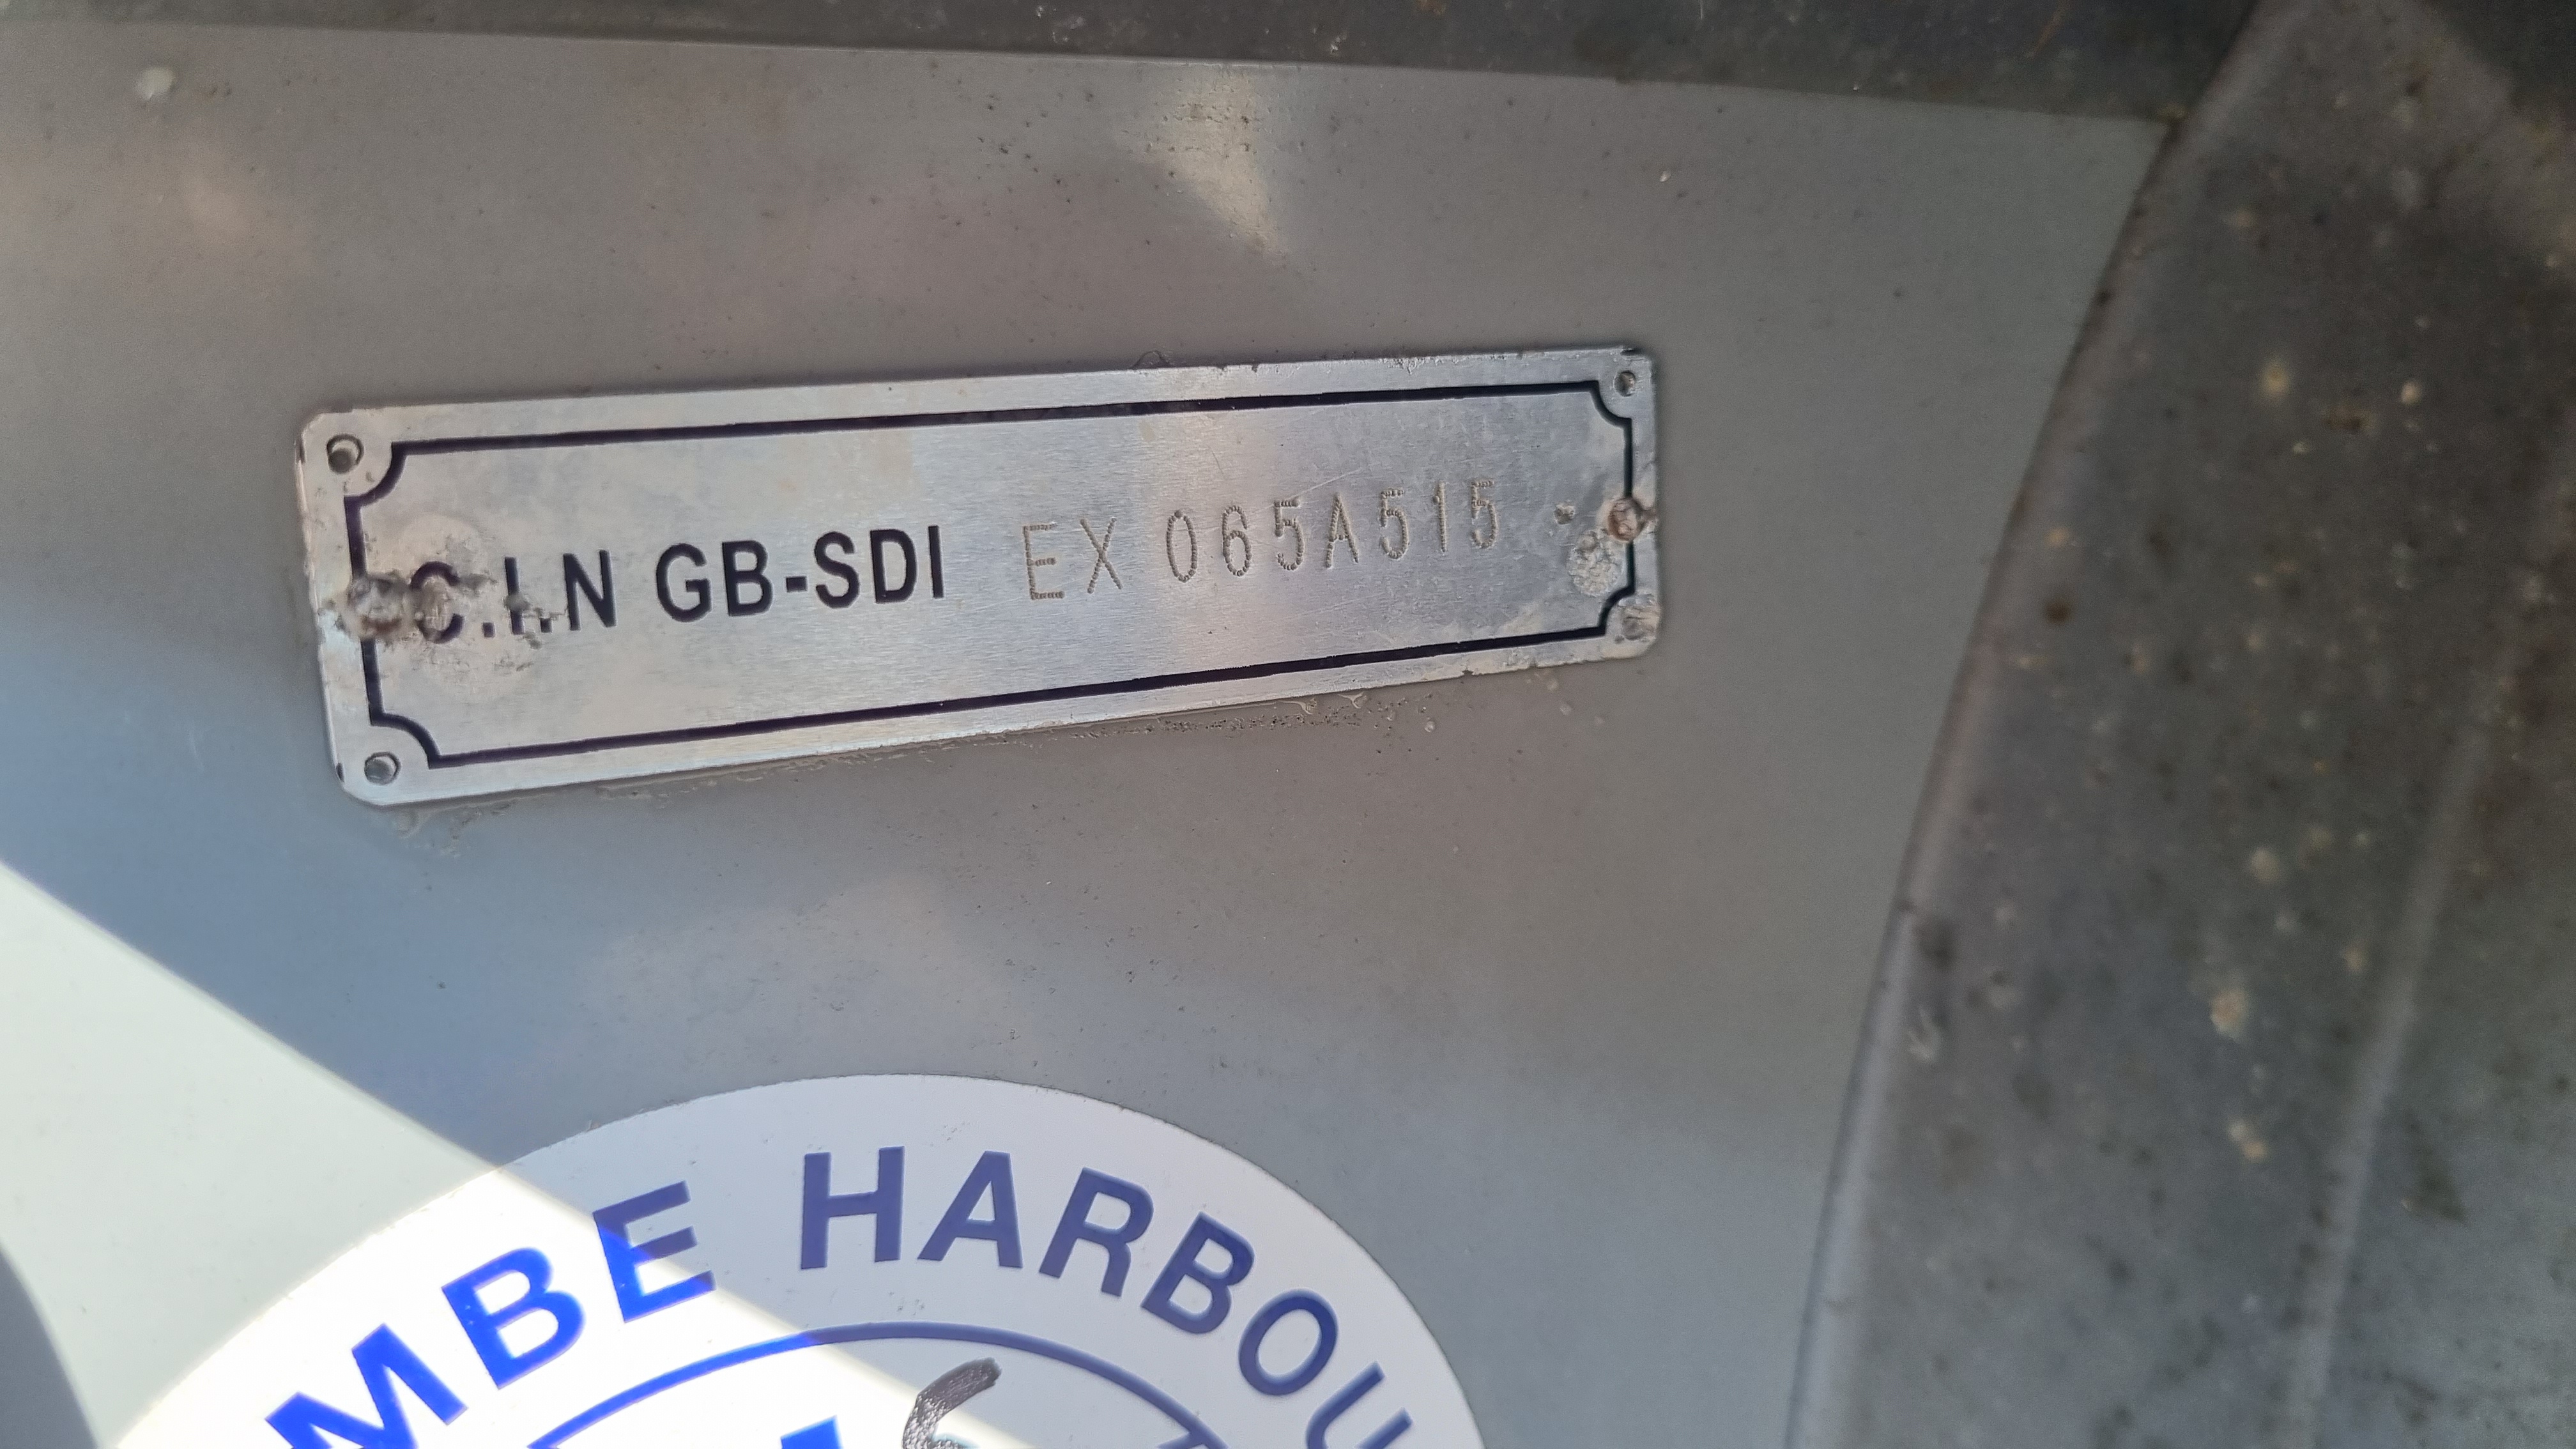 C.I.N GB-SDI EX 065A515
MBE HARBOU